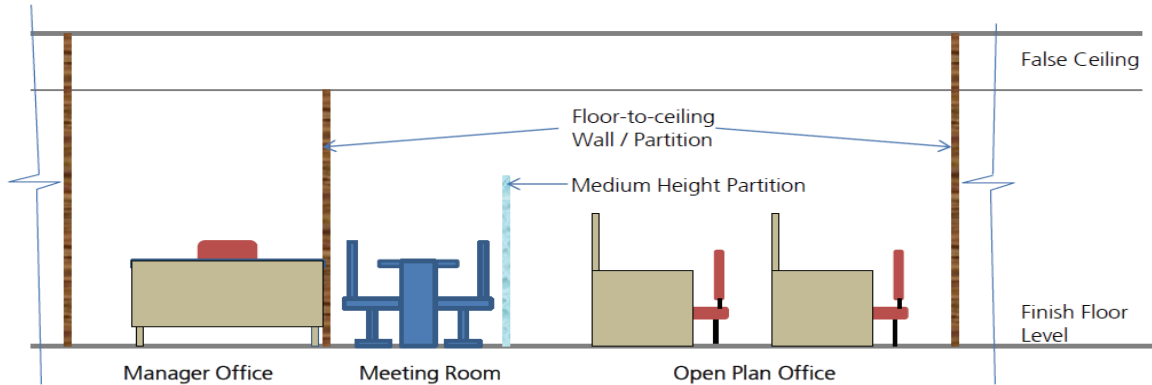 False Ceiling
Floor-to-ceiling
Wall / Partition
Medium Height Partition
Finish Floor
Level
Manager Office
Meeting Room
Open Plan Office